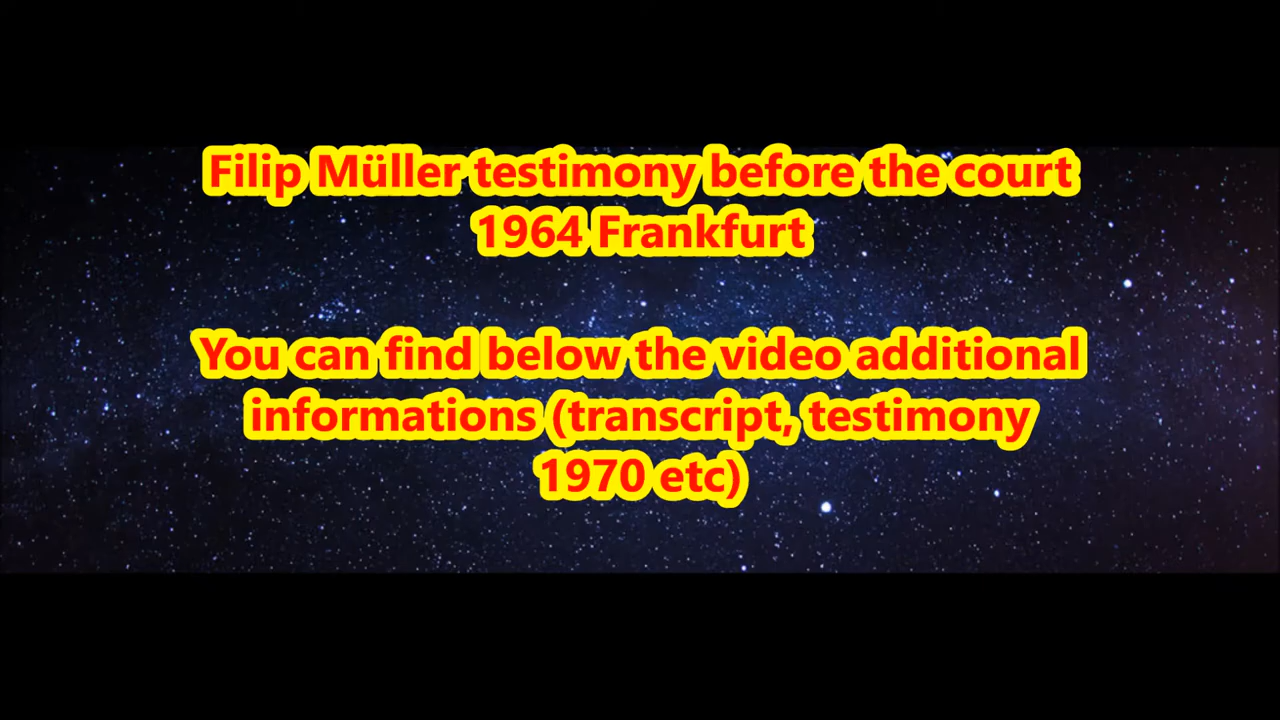 Filip Müller testimony before the court
1964 Frankfurt
You can find below the video additional
informations (transcript, testimony
1970 etc)